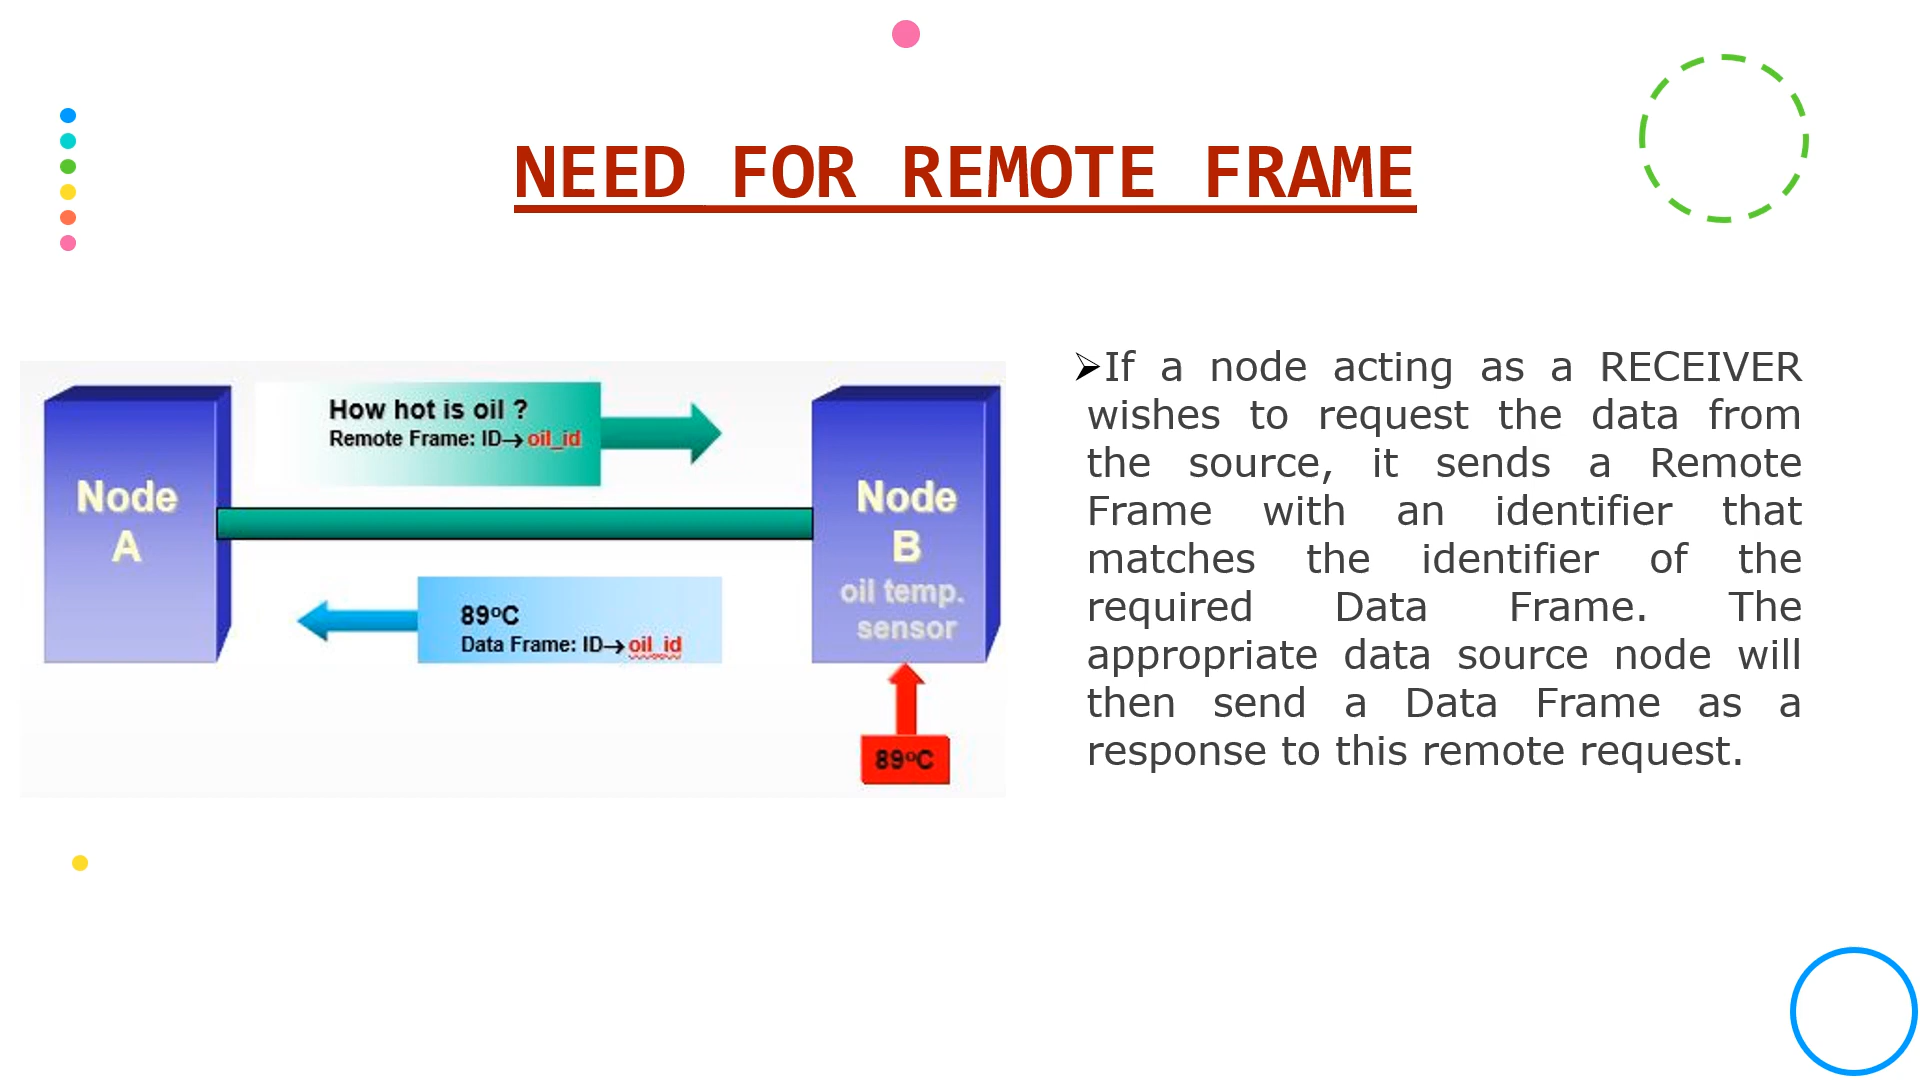 NEED FOR REMOTE FRAME
How hot is oil ?
Remote Frame: ID→oil_id
Node
A
Node
B
oil temp.
sensor
89°C
Data Frame: ID→oil_id
89°C
➢If a node acting as a RECEIVER
wishes to request the data from
the source, it sends a Remote
Frame with an identifier that
matches the identifier of the
required Data Frame. The
appropriate data source node will
then send a Data Frame as a
response to this remote request.